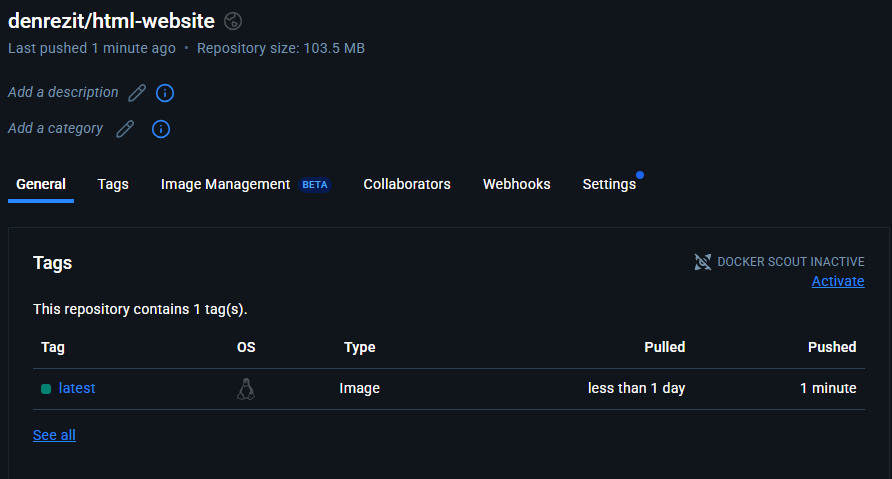 denrezit/html-website
Last pushed 1 minute ago • Repository size: 103.5 MB
Add a description
Add a category
General Tags Image Management BETA Collaborators Webhooks Settings
Tags
DOCKER SCOUT INACTIVE
Activate
This repository contains 1 tag(s).
Tag OS Type Pulled Pushed
latest Image less than 1 day 1 minute
See all